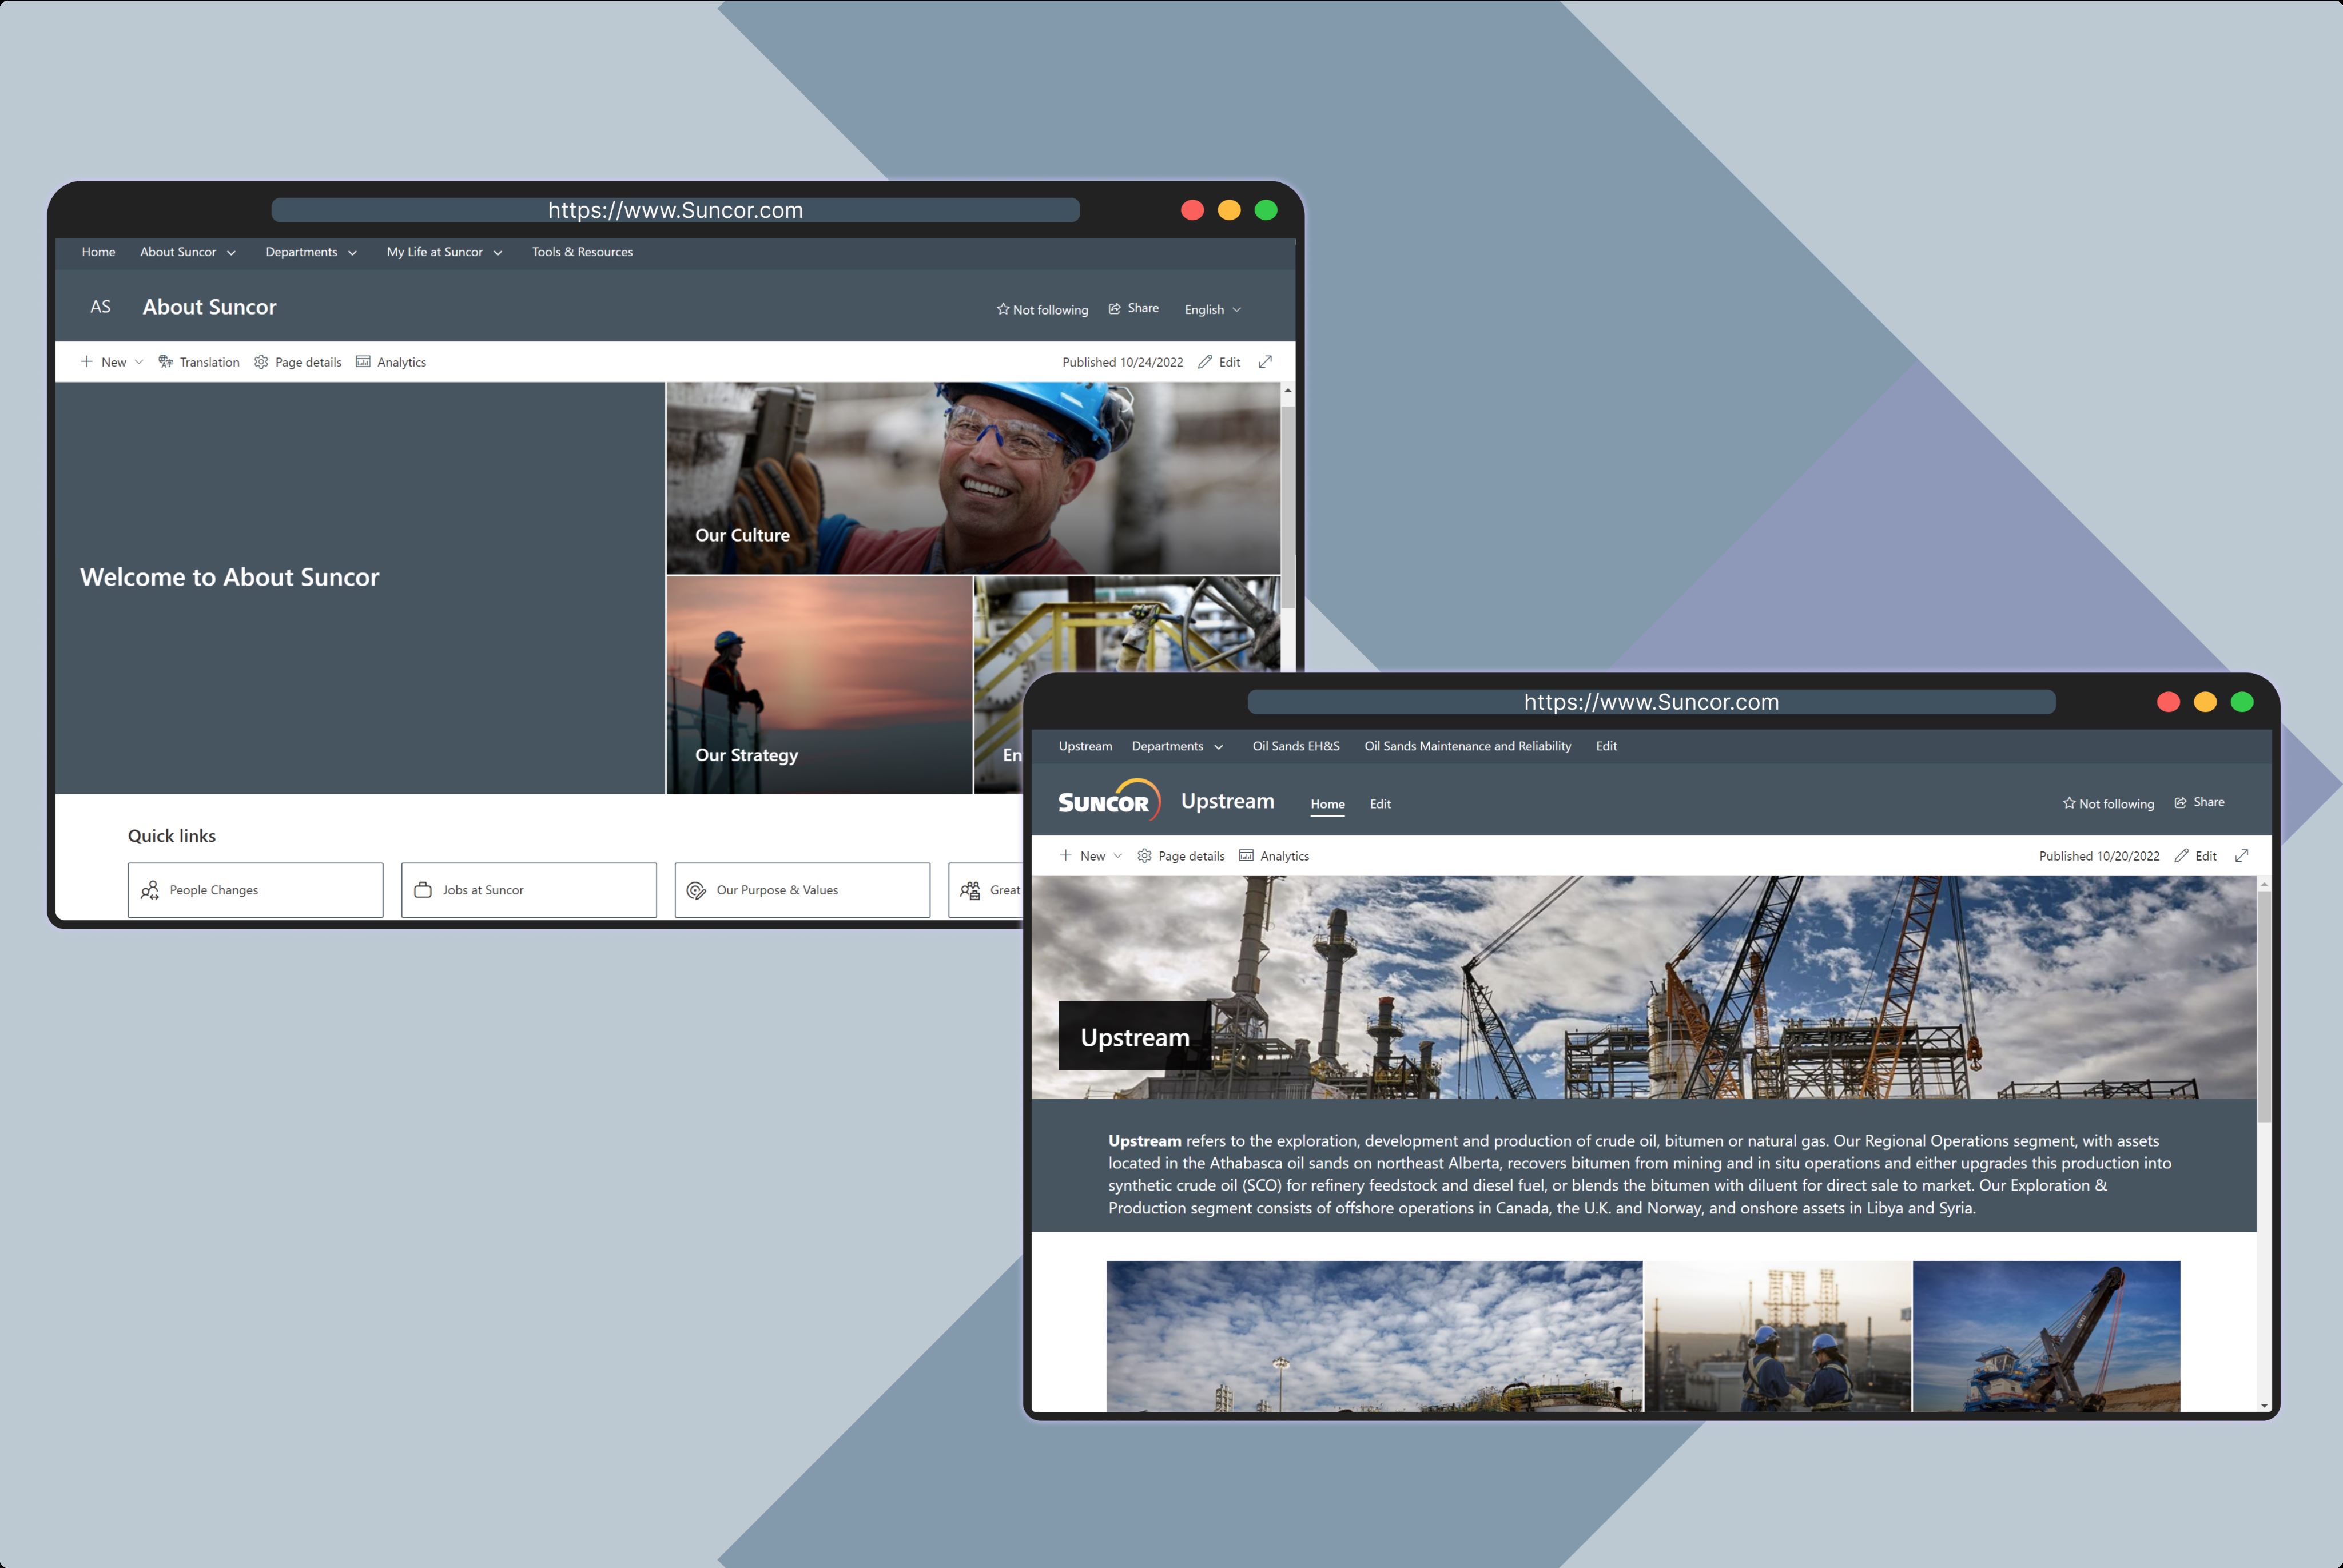 https://www.Suncor.com
Home About Suncor Departments My Life at Suncor Tools & Resources
AS About Suncor Not following Share English
New Translation Page details Analytics Published 10/24/2022 Edit
Our Culture
Welcome to About Suncor
Our Strategy
En
Quick links
People Changes Jobs at Suncor Our Purpose & Values Great
https://www.Suncor.com
Upstream Departments Oil Sands EH&S Oil Sands Maintenance and Reliability Edit
SUNCOR Upstream Home Edit Not following Share
New Page details Analytics Published 10/20/2022 Edit
Upstream
Upstream refers to the exploration, development and production of crude oil, bitumen or natural gas. Our Regional Operations segment, with assets
located in the Athabasca oil sands on northeast Alberta, recovers bitumen from mining and in situ operations and either upgrades this production into
synthetic crude oil (SCO) for refinery feedstock and diesel fuel, or blends the bitumen with diluent for direct sale to market. Our Exploration &
Production segment consists of offshore operations in Canada, the U.K. and Norway, and onshore assets in Libya and Syria.